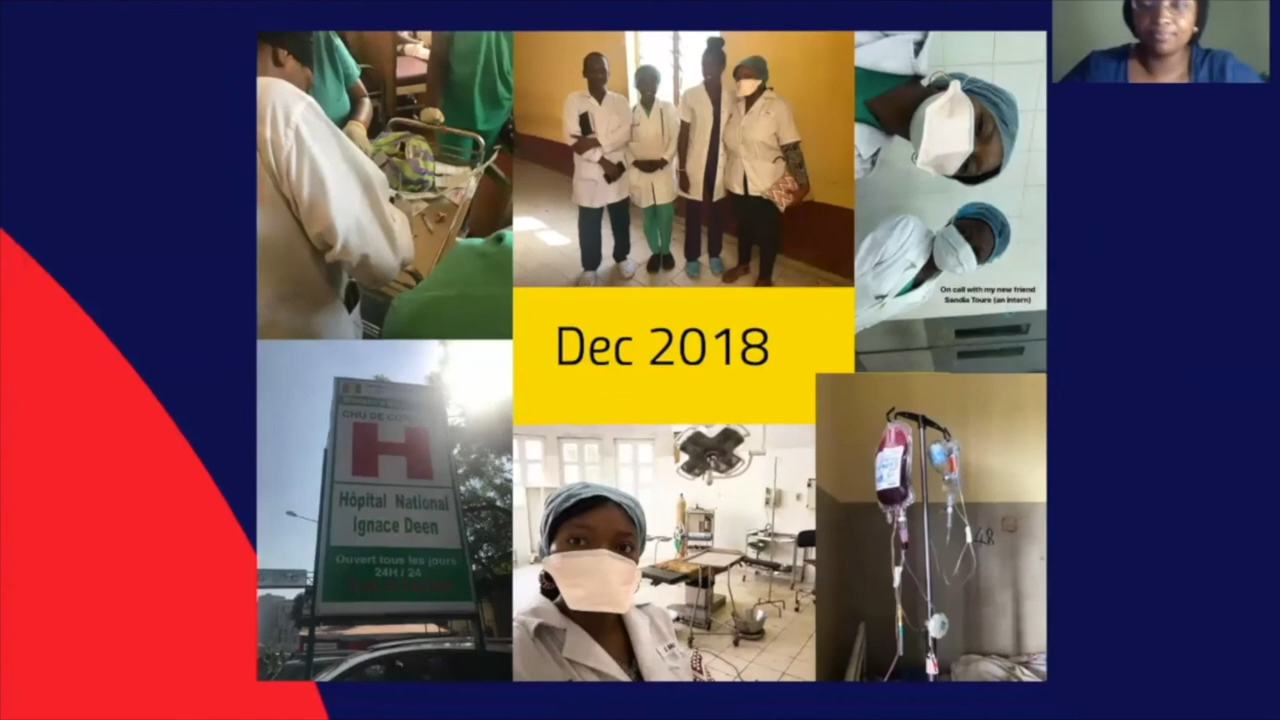 On call with my new friend
Sandia Toure (an intern)
Dec 2018
CHU DE
H
Hôpital National
Ignace Deen
Ouvert tous les jours
24H / 24
48